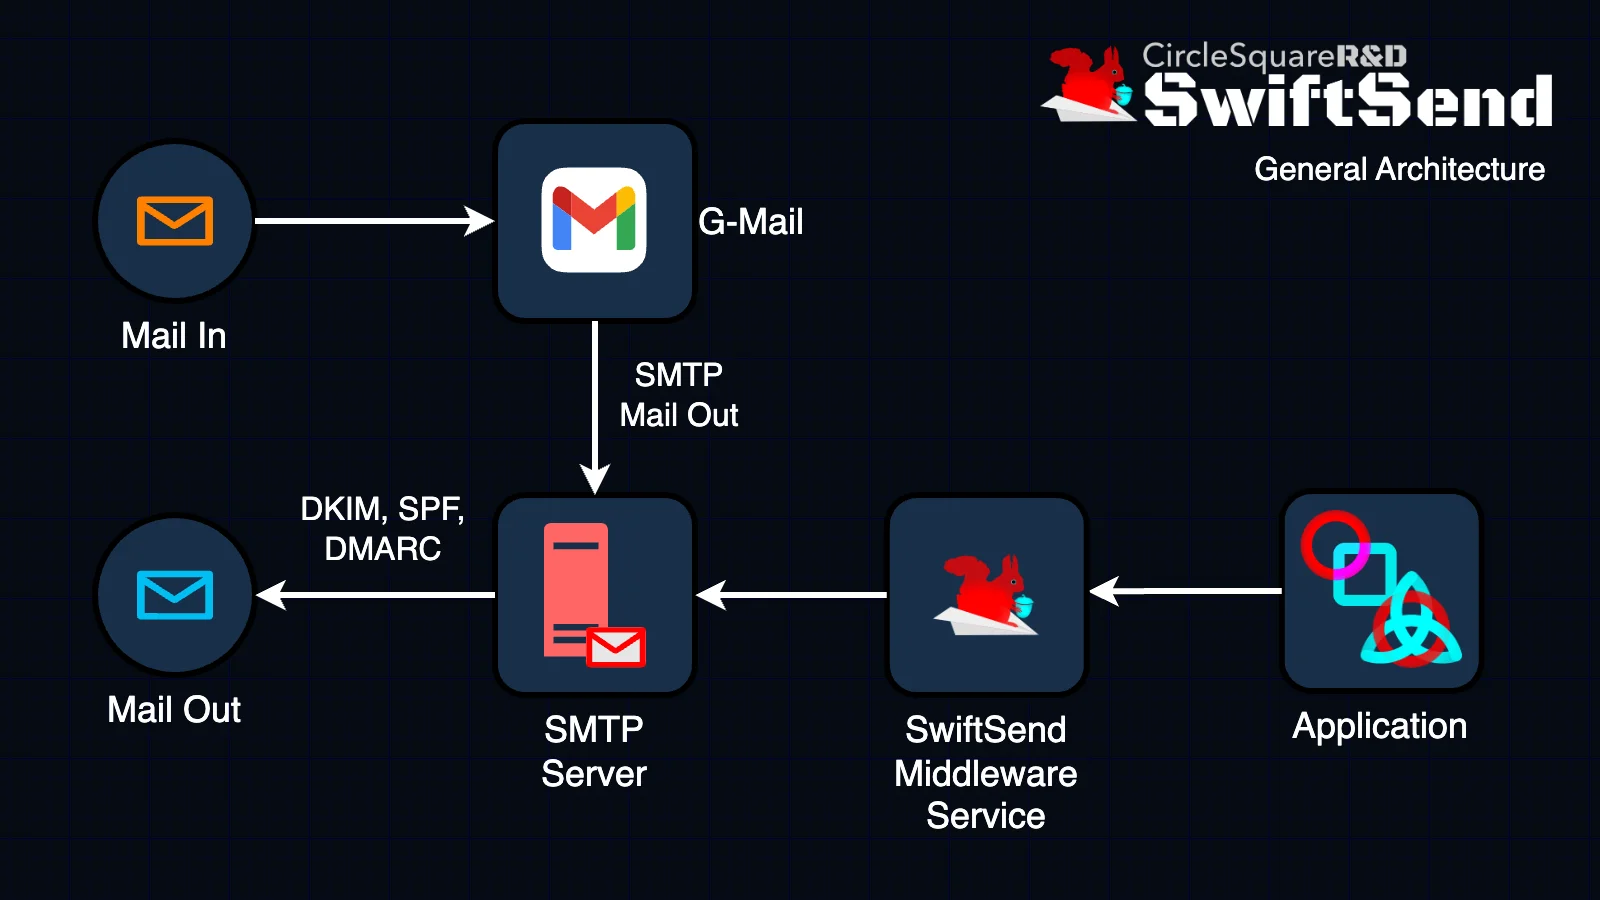 CircleSquareR&D
SwiftSend
General Architecture
G-Mail
Mail In
SMTP
Mail Out
DKIM, SPF,
DMARC
Mail Out
SMTP
Server
SwiftSend
Middleware
Service
Application